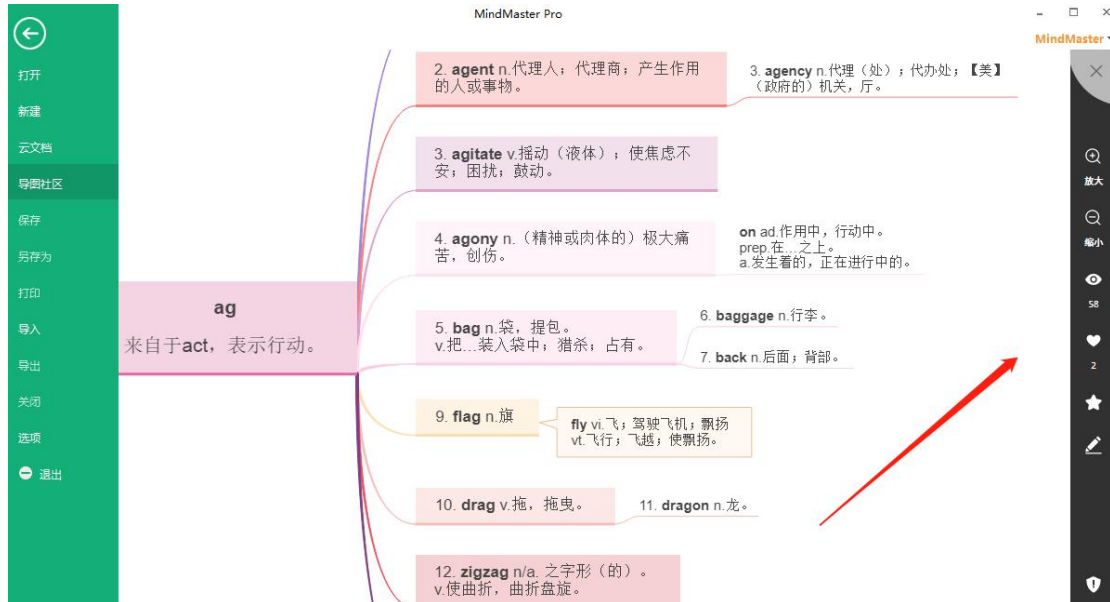 MindMaster Pro
MindMaster
打开
新建
云文档
导图社区
保存
另存为
打印
导入
导出
关闭
选项
退出
ag
来自于act，表示行动。
2. agent n.代理人；代理商；产生作用
的人或事物。
3. agency n.代理（处）；代办处；【美】
（政府的）机关，厅。
3. agitate v.摇动（液体）；使焦虑不
安；困扰；鼓动。
4. agony n.（精神或肉体的）极大痛
苦，创伤。
on ad.作用中，行动中。
prep.在...之上。
a.发生着的，正在进行中的。
5. bag n.袋，提包。
v.把...装入袋中；猎杀；占有。
6. baggage n.行李。
7. back n.后面；背部。
9. flag n.旗
fly vi.飞；驾驶飞机；飘扬
vt.飞行；飞越；使飘扬。
10. drag v.拖，拖曳。
11. dragon n.龙。
12. zigzag n/a. 之字形（的）。
v.使曲折，曲折盘旋。
放大
缩小
58
2